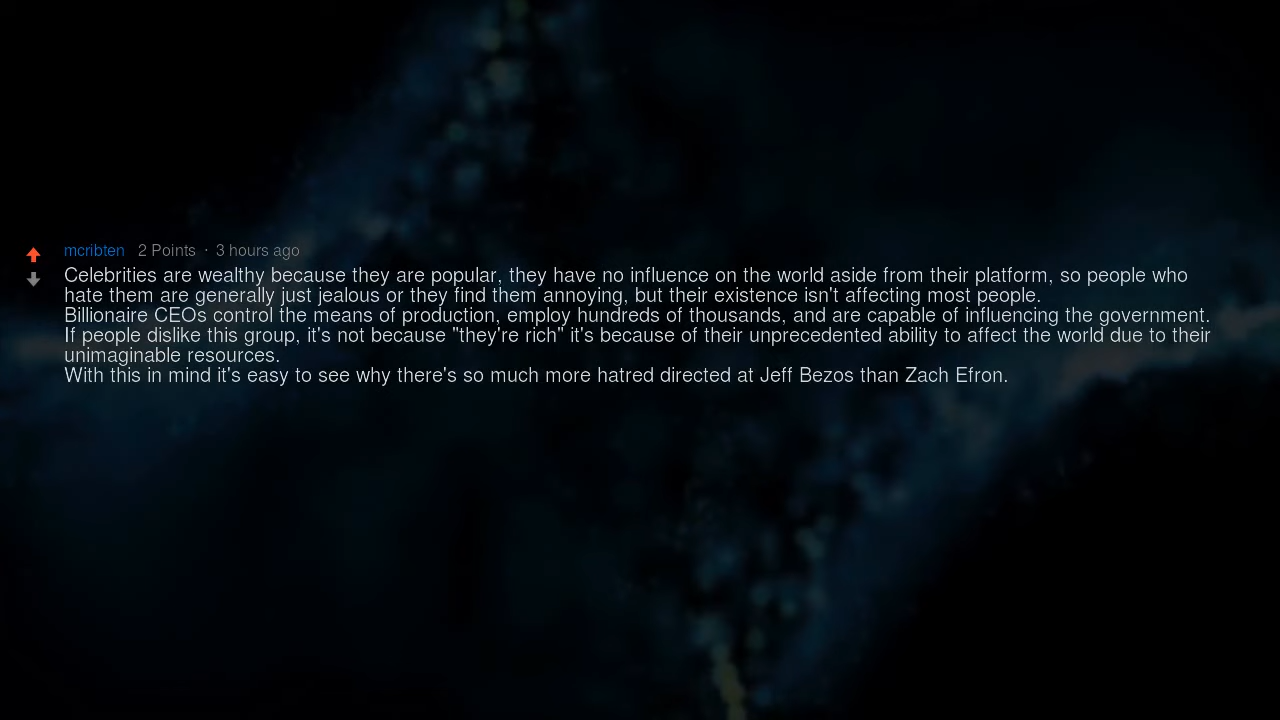 mcribten 2 Points · 3 hours ago
Celebrities are wealthy because they are popular, they have no influence on the world aside from their platform, so people who
hate them are generally just jealous or they find them annoying, but their existence isn't affecting most people.
Billionaire CEOs control the means of production, employ hundreds of thousands, and are capable of influencing the government.
If people dislike this group, it's not because "they're rich" it's because of their unprecedented ability to affect the world due to their
unimaginable resources.
With this in mind it's easy to see why there's so much more hatred directed at Jeff Bezos than Zach Efron.